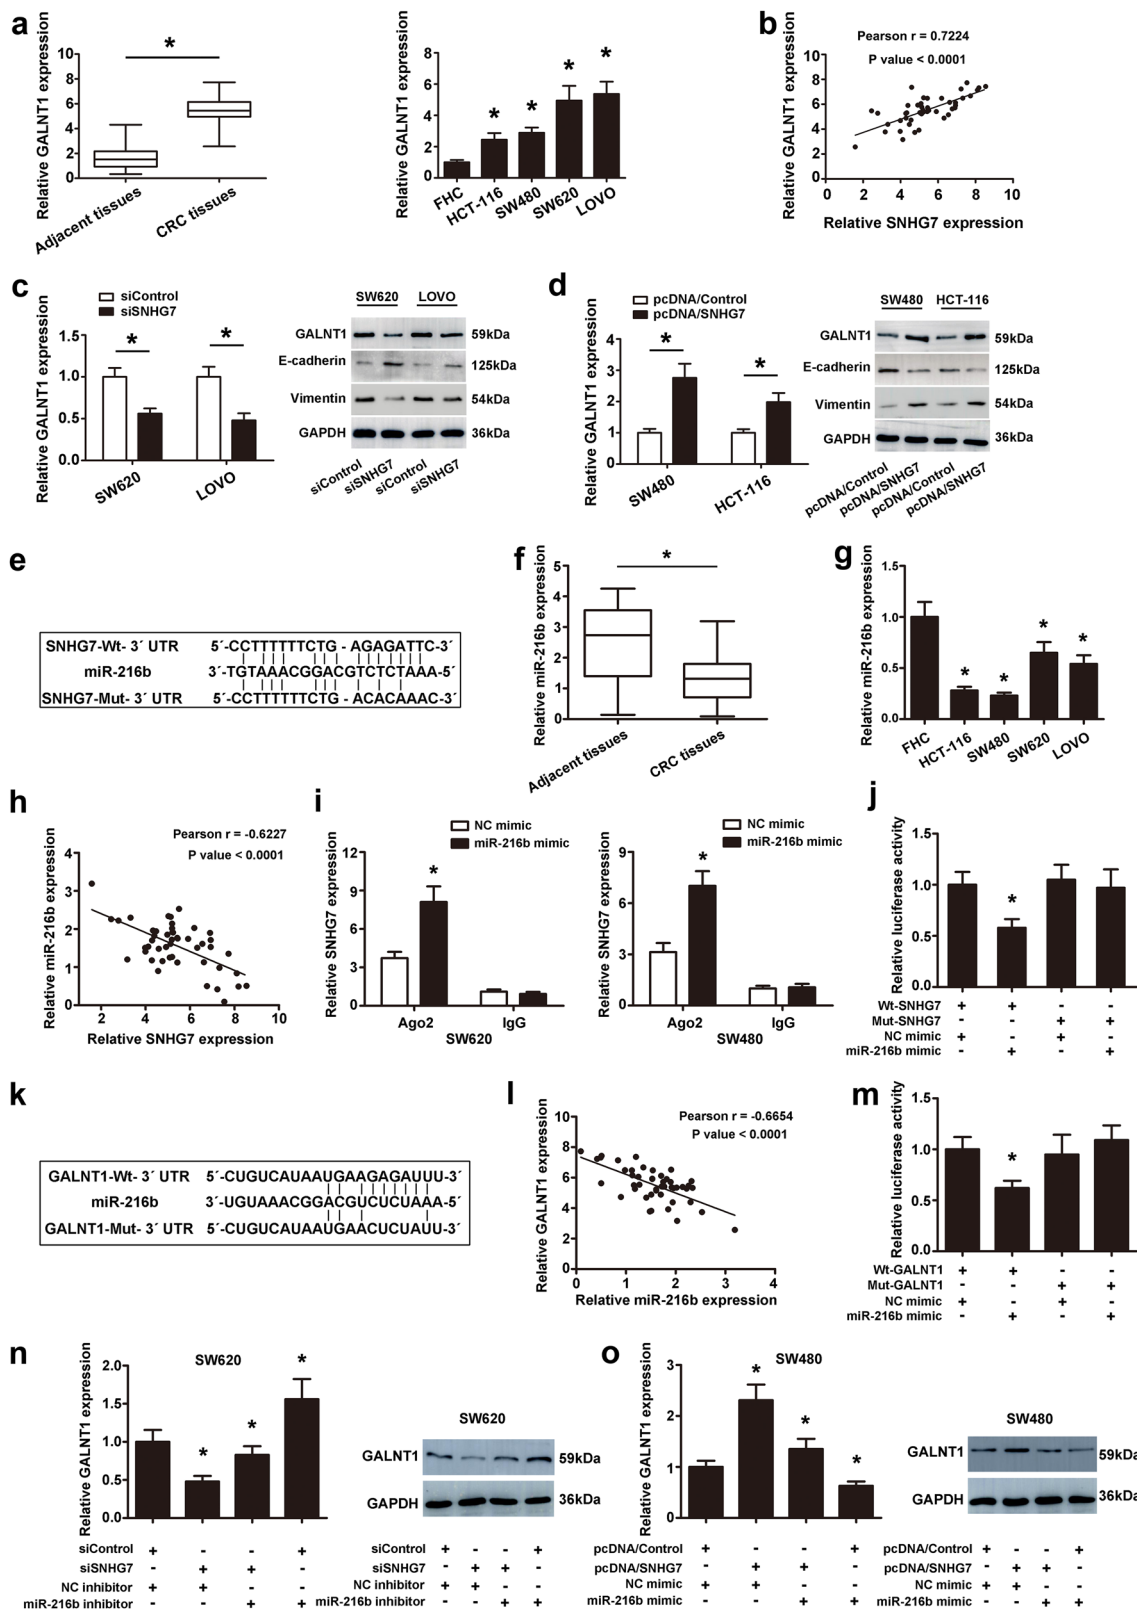 a
Relative GALNT1 expression
10
8
6
4
2
0
*
Adjacent tissues
CRC tissues
Relative GALNT1 expression
8
6
4
2
0
*
*
*
*
FHC
HCT-116
SW480
SW620
LOVO
b
Pearson r = 0.7224
P value < 0.0001
Relative GALNT1 expression
10
8
6
4
2
0
0 2 4 6 8 10
Relative SNHG7 expression
c
siControl
siSNHG7
Relative GALNT1 expression
1.5
1.0
0.5
0.0
*
*
SW620
LOVO
SW620 LOVO
GALNT1 59kDa
E-cadherin 125kDa
Vimentin 54kDa
GAPDH 36kDa
siControl
siSNHG7
siControl
siSNHG7
d
pcDNA/Control
pcDNA/SNHG7
Relative GALNT1 expression
4
3
2
1
0
*
*
SW480
HCT-116
SW480 HCT-116
GALNT1 59kDa
E-cadherin 125kDa
Vimentin 54kDa
GAPDH 36kDa
pcDNA/Control
pcDNA/SNHG7
pcDNA/Control
pcDNA/SNHG7
e
SNHG7-Wt- 3´ UTR 5´-CCTTTTTTCTG - AGAGATTC-3´
miR-216b 3´-TGTAAACGGACGTCTCTAAA-5´
SNHG7-Mut- 3´ UTR 5´-CCTTTTTTCTG - ACACAAAC-3´
f
Relative miR-216b expression
5
4
3
2
1
0
*
Adjacent tissues
CRC tissues
g
Relative miR-216b expression
1.5
1.0
0.5
0.0
*
*
*
*
FHC
HCT-116
SW480
SW620
LOVO
h
Pearson r = -0.6227
P value < 0.0001
Relative miR-216b expression
4
3
2
1
0
0 2 4 6 8 10
Relative SNHG7 expression
i
NC mimic
miR-216b mimic
Relative SNHG7 expression
12
9
6
3
0
*
Ago2 IgG
SW620
NC mimic
miR-216b mimic
Relative SNHG7 expression
9
6
3
0
*
Ago2 IgG
SW480
j
Relative luciferase activity
1.5
1.0
0.5
0.0
*
Wt-SNHG7 + + - -
Mut-SNHG7 - - + +
NC mimic + - + -
miR-216b mimic - + - +
k
GALNT1-Wt- 3´ UTR 5´-CUGUCAUAAUGAAGAGAUUU-3´
miR-216b 3´-UGUAAACGGACGUCUCUAAA-5´
GALNT1-Mut- 3´ UTR 5´-CUGUCAUAAUGAACUCUAUU-3´
l
Pearson r = -0.6654
P value < 0.0001
Relative GALNT1 expression
10
8
6
4
2
0
0 1 2 3 4
Relative miR-216b expression
m
Relative luciferase activity
1.5
1.0
0.5
0.0
*
Wt-GALNT1 + + - -
Mut-GALNT1 - - + +
NC mimic + - + -
miR-216b mimic - + - +
n
SW620
Relative GALNT1 expression
2.0
1.5
1.0
0.5
0.0
*
*
*
siControl + - - +
siSNHG7 - + + -
NC inhibitor + + - -
miR-216b inhibitor - - + +
SW620
GALNT1 59kDa
GAPDH 36kDa
siControl + - - +
siSNHG7 - + + -
NC inhibitor + + - -
miR-216b inhibitor - - + +
o
SW480
Relative GALNT1 expression
3
2
1
0
*
*
*
pcDNA/Control + - - +
pcDNA/SNHG7 - + + -
NC mimic + + - -
miR-216b mimic - - + +
SW480
GALNT1 59kDa
GAPDH 36kDa
pcDNA/Control + - - +
pcDNA/SNHG7 - + + -
NC mimic + + - -
miR-216b mimic - - + +